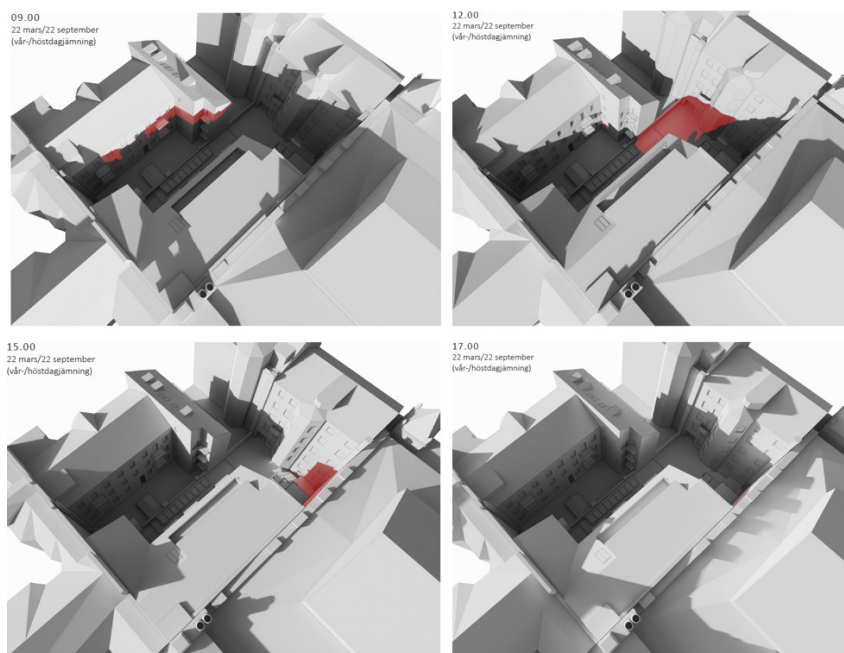 09.00
22 mars/22 september
(vår-/höstdagjämning)
12.00
22 mars/22 september
(vår-/höstdagjämning)
15.00
22 mars/22 september
(vår-/höstdagjämning)
17.00
22 mars/22 september
(vår-/höstdagjämning)